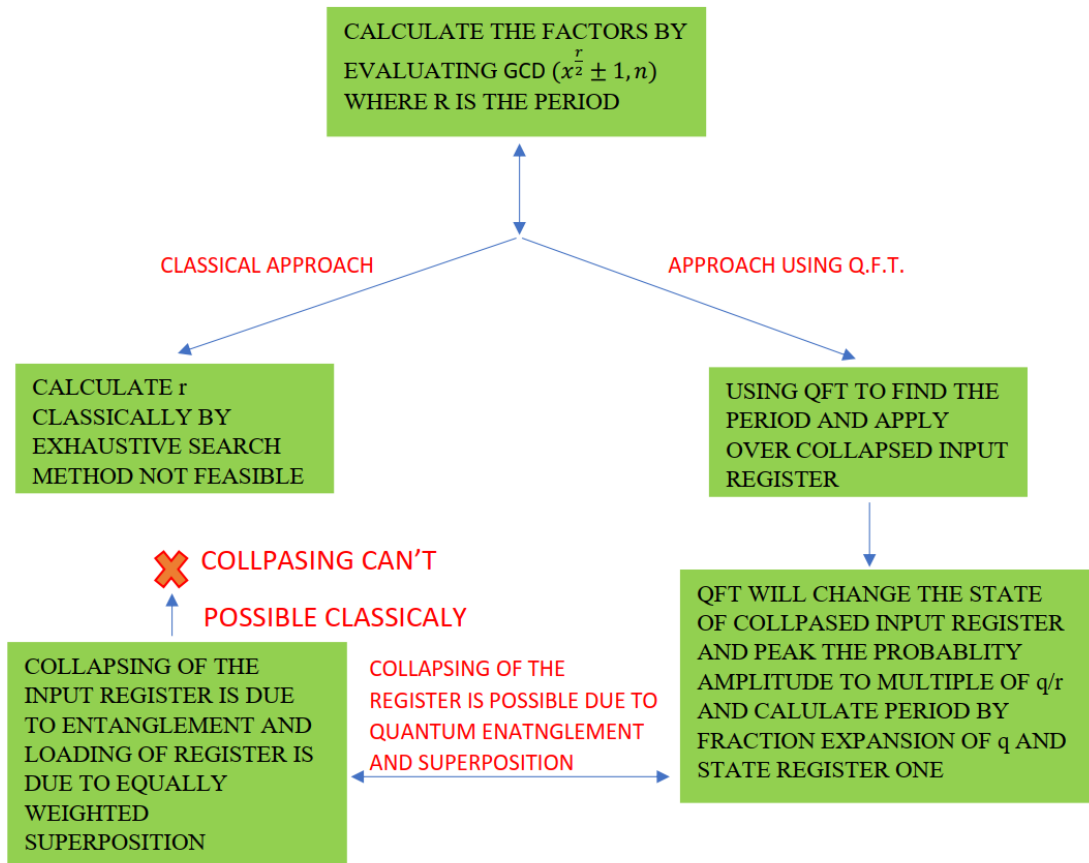 CALCULATE THE FACTORS BY
EVALUATING GCD (x^{r/2} ± 1, n)
WHERE R IS THE PERIOD
CLASSICAL APPROACH
APPROACH USING Q.F.T.
CALCULATE r
CLASSICALLY BY
EXHAUSTIVE SEARCH
METHOD NOT FEASIBLE
USING QFT TO FIND THE
PERIOD AND APPLY
OVER COLLAPSED INPUT
REGISTER
COLLPASING CAN'T
POSSIBLE CLASSICALY
COLLAPSING OF THE
INPUT REGISTER IS DUE
TO ENTANGLEMENT AND
LOADING OF REGISTER IS
DUE TO EQUALLY
WEIGHTED
SUPERPOSITION
COLLAPSING OF THE
REGISTER IS POSSIBLE DUE TO
QUANTUM ENATNGLEMENT
AND SUPERPOSITION
QFT WILL CHANGE THE STATE
OF COLLPASED INPUT REGISTER
AND PEAK THE PROBABLITY
AMPLITUDE TO MULTIPLE OF q/r
AND CALULATE PERIOD BY
FRACTION EXPANSION OF q AND
STATE REGISTER ONE